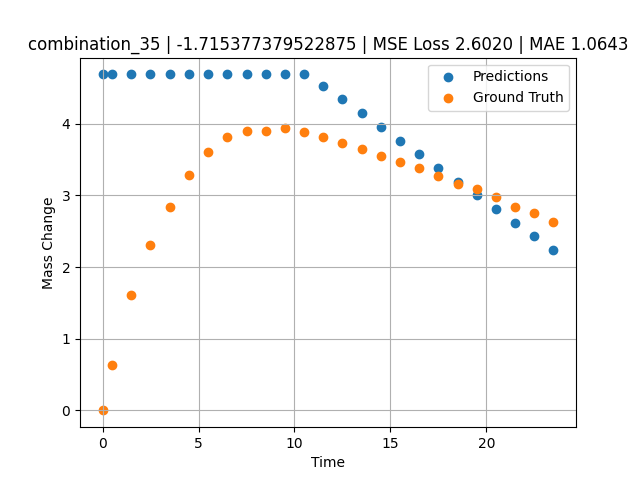 combination_35 | -1.715377379522875 | MSE Loss 2.6020 | MAE 1.0643
Predictions
Ground Truth
Mass Change
4
3
2
1
0
0 5 10 15 20
Time